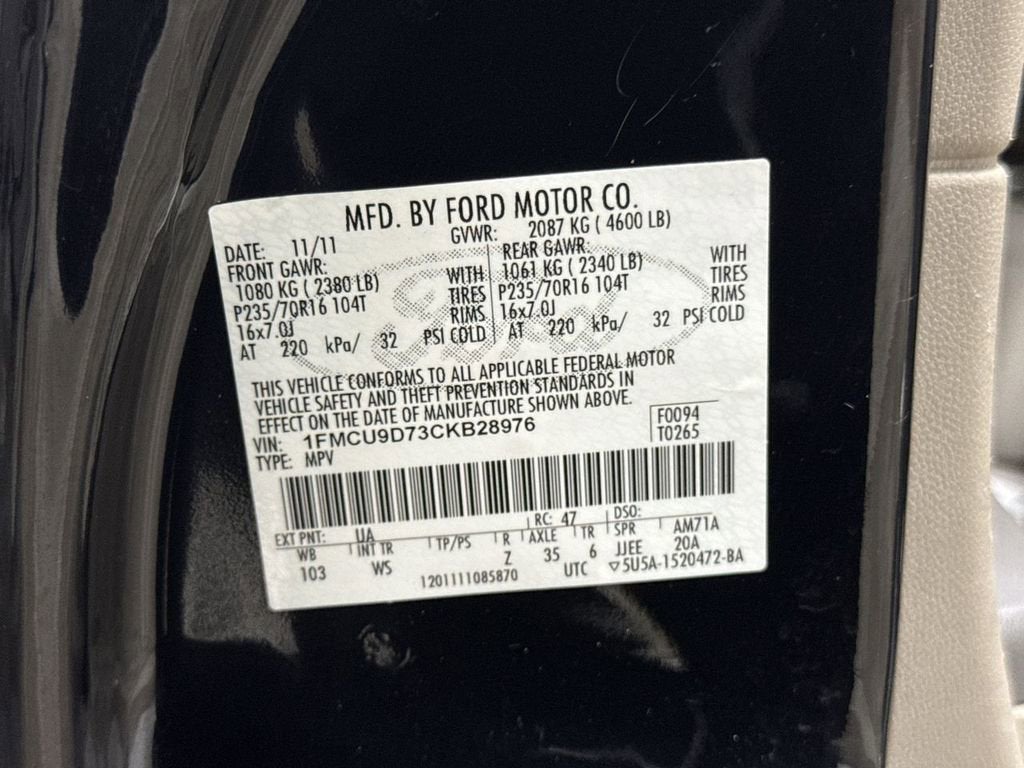 MFD. BY FORD MOTOR CO.
DATE: 11/11 GVWR: 2087 KG ( 4600 LB)
FRONT GAWR: REAR GAWR:
1080 KG ( 2380 LB) WITH 1061 KG ( 2340 LB) WITH
P235/70R16 104T TIRES P235/70R16 104T TIRES
16x7.0J RIMS 16x7.0J RIMS
AT 220 kPa/ 32 PSI COLD AT 220 kPa/ 32 PSI COLD
THIS VEHICLE CONFORMS TO ALL APPLICABLE FEDERAL MOTOR
VEHICLE SAFETY AND THEFT PREVENTION STANDARDS IN
EFFECT ON THE DATE OF MANUFACTURE SHOWN ABOVE.
VIN: 1FMCU9D73CKB28976 F0094
TYPE: MPV T0265
EXT PNT: UA RC: 47 DSO:
WB INT TR TP/PS R AXLE TR SPR AM71A
103 WS Z 35 6 JJEE 20A
1201111085870 UTC ▽5U5A-1520472-BA
Ford